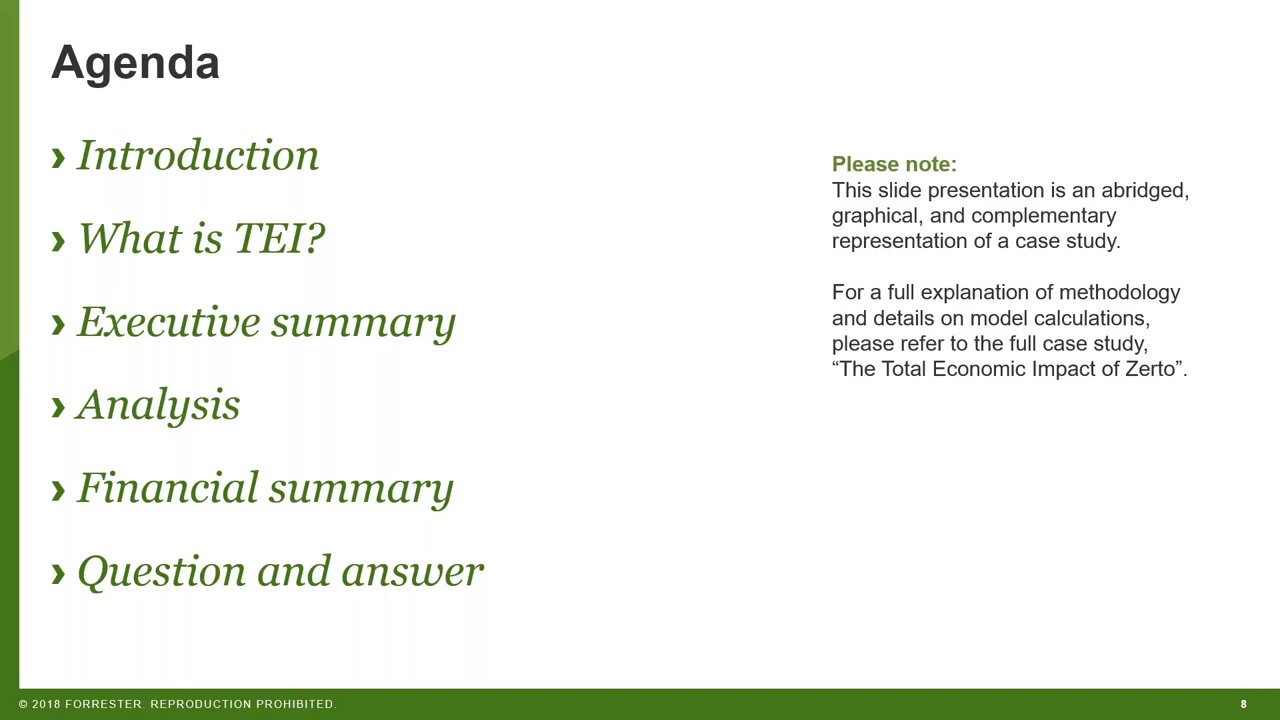 Agenda
› Introduction
› What is TEI?
› Executive summary
› Analysis
› Financial summary
› Question and answer
Please note:
This slide presentation is an abridged,
graphical, and complementary
representation of a case study.
For a full explanation of methodology
and details on model calculations,
please refer to the full case study,
“The Total Economic Impact of Zerto”.
© 2018 FORRESTER. REPRODUCTION PROHIBITED.
8